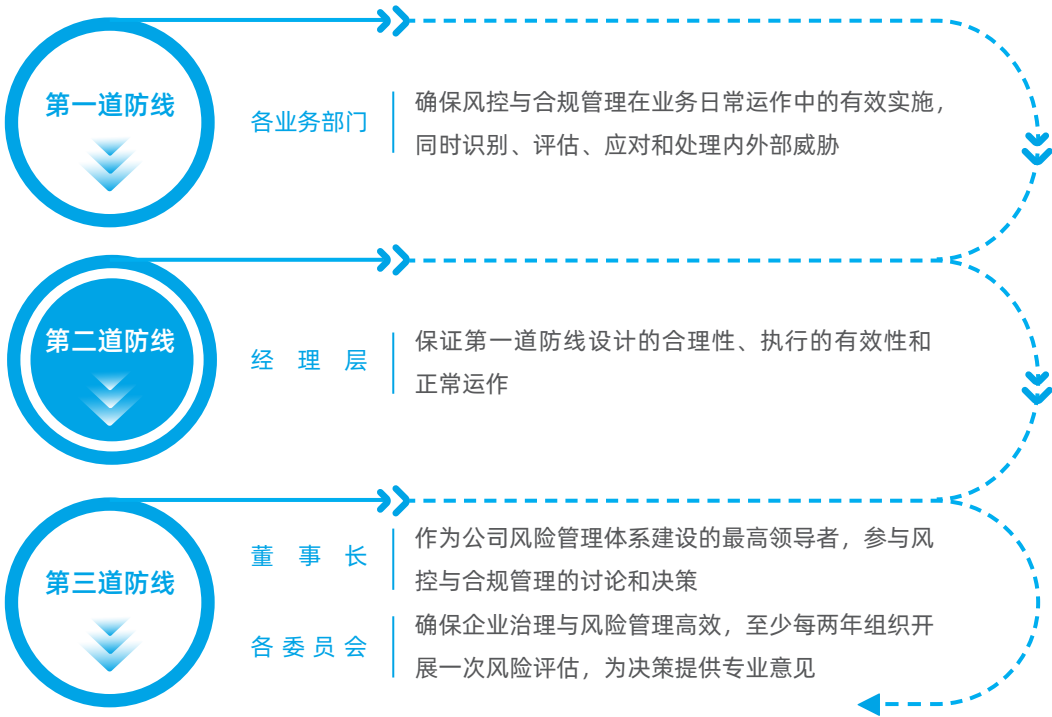 第一道防线
各业务部门
确保风控与合规管理在业务日常运作中的有效实施，
同时识别、评估、应对和处理内外部威胁
第二道防线
经理层
保证第一道防线设计的合理性、执行的有效性和
正常运作
第三道防线
董事长
作为公司风险管理体系建设的最高领导者，参与风
控与合规管理的讨论和决策
各委员会
确保企业治理与风险管理高效，至少每两年组织开
展一次风险评估，为决策提供专业意见